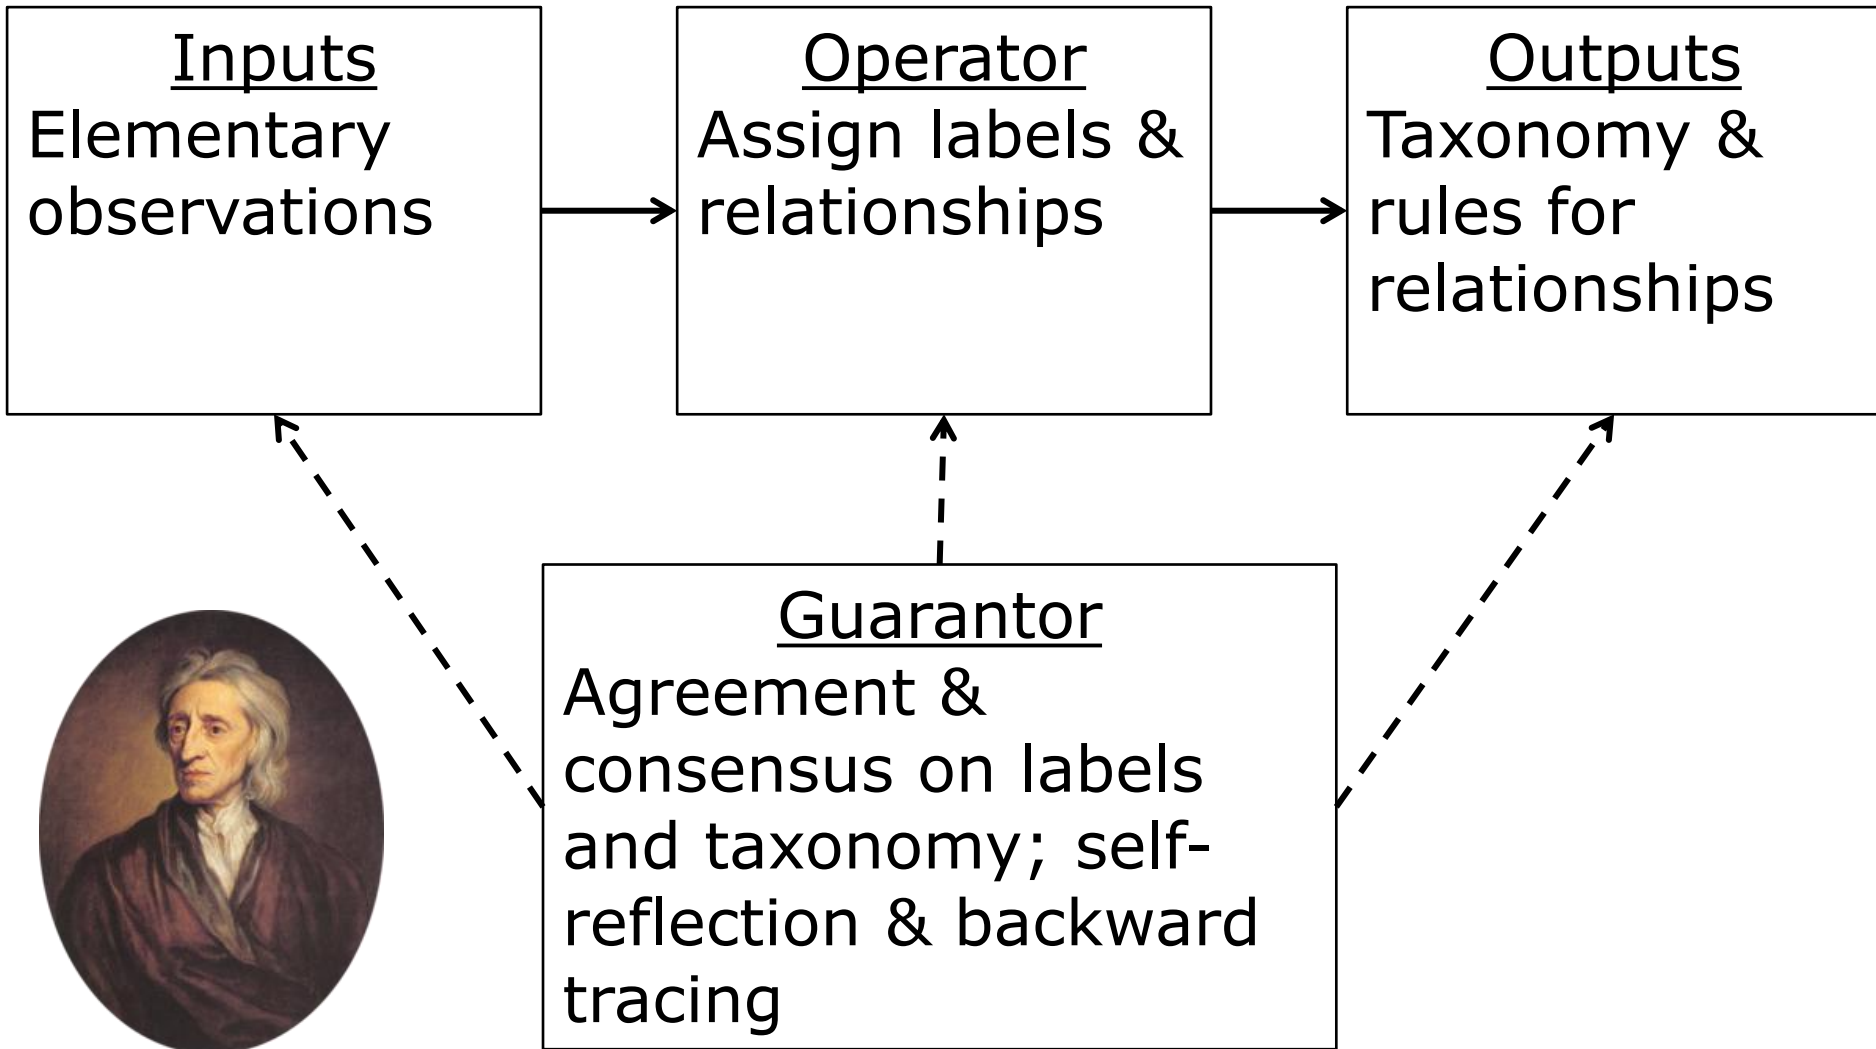 Inputs
Elementary
observations
Operator
Assign labels &
relationships
Outputs
Taxonomy &
rules for
relationships
Guarantor
Agreement &
consensus on labels
and taxonomy; self-
reflection & backward
tracing